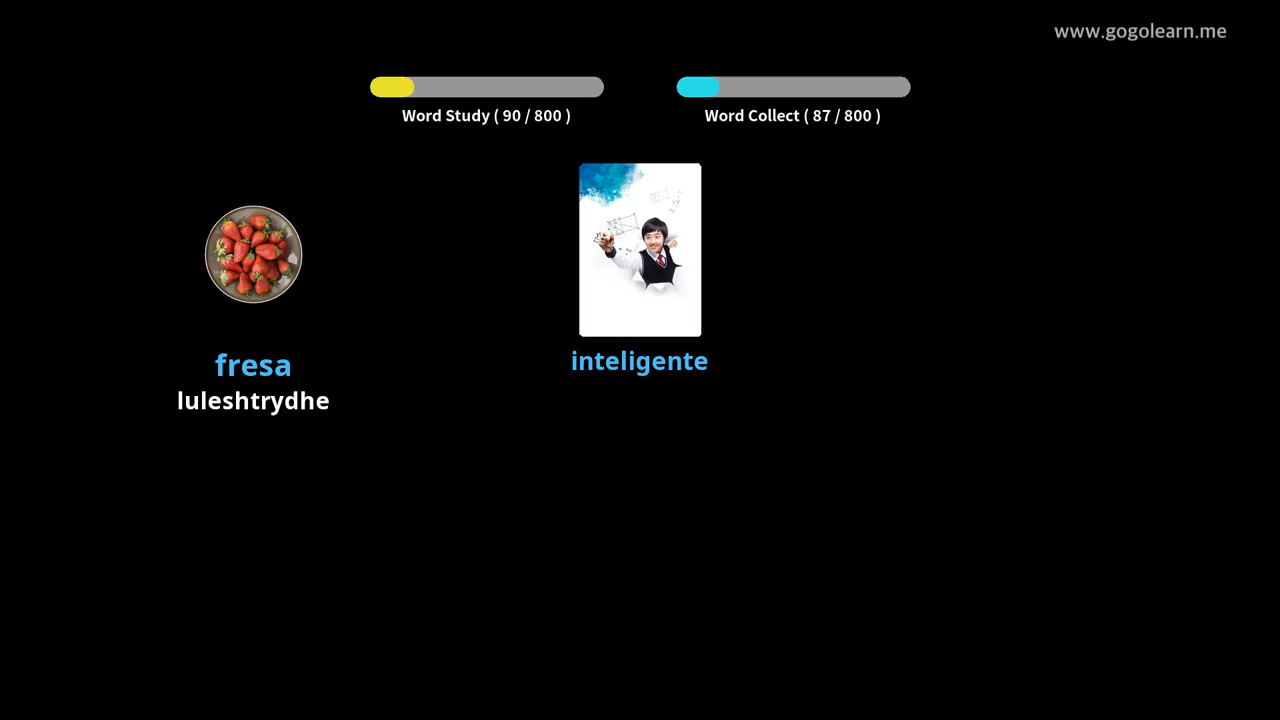 www.gogolearn.me
Word Study ( 90 / 800 )
Word Collect ( 87 / 800 )
fresa
luleshtrydhe
inteligente